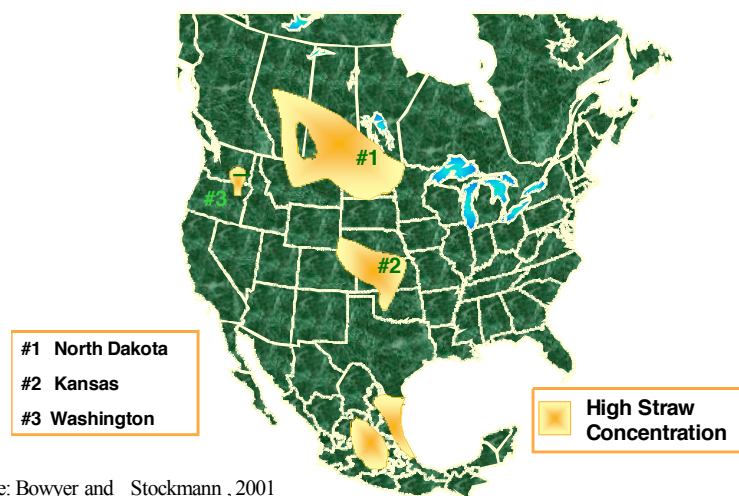 #1
#3
#2
#1 North Dakota
#2 Kansas
#3 Washington
High Straw
Concentration
Bowyer and Stockmann , 2001